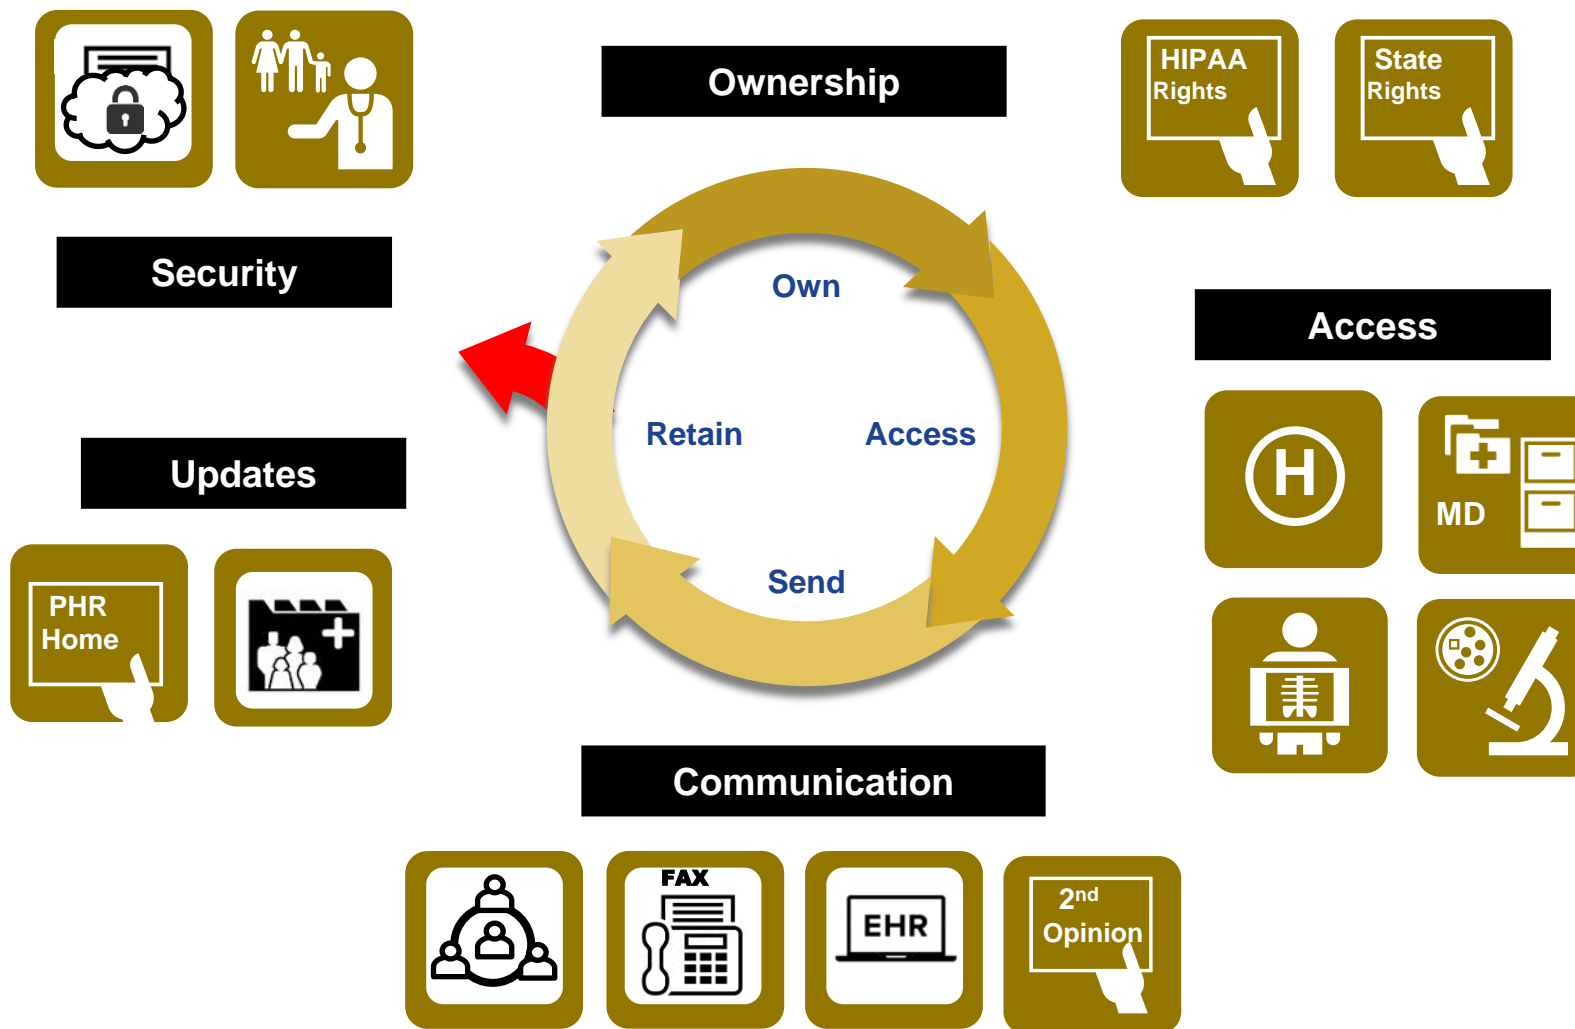 Ownership
HIPAA
Rights
State
Rights
Security
Own
Access
Retain
Access
Updates
H
MD
Send
PHR
Home
Communication
FAX
EHR
2nd
Opinion